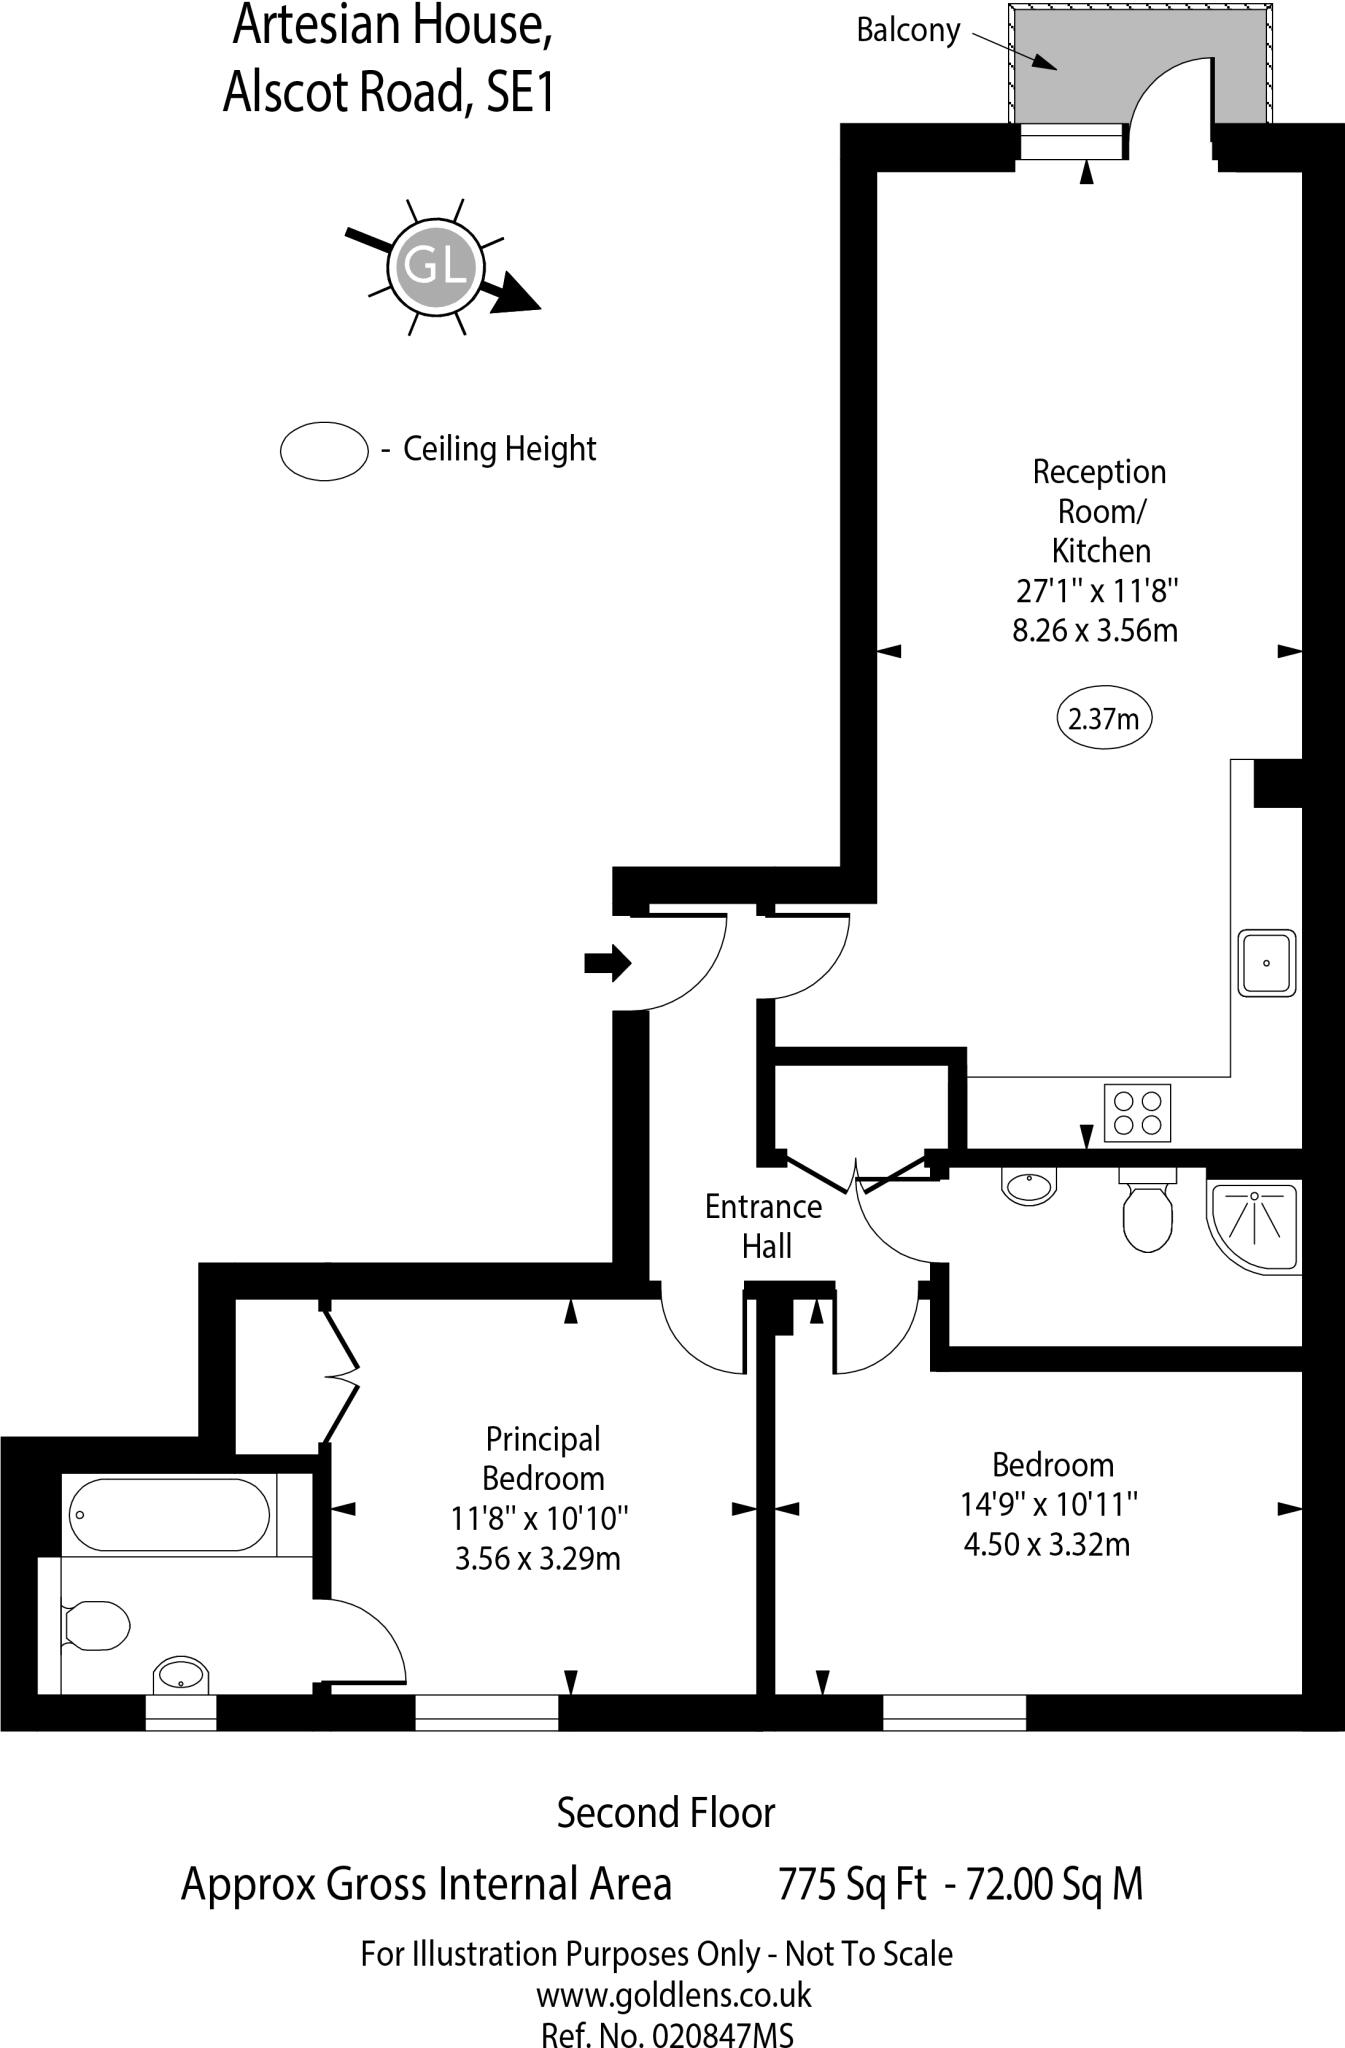 Artesian House,
Alscot Road, SE1
Balcony
GL
- Ceiling Height
Reception
Room/
Kitchen
27'1" x 11'8"
8.26 x 3.56m
2.37m
Entrance
Hall
Principal
Bedroom
11'8" x 10'10"
3.56 x 3.29m
Bedroom
14'9" x 10'11"
4.50 x 3.32m
Second Floor
Approx Gross Internal Area 775 Sq Ft - 72.00 Sq M
For Illustration Purposes Only - Not To Scale
www.goldlens.co.uk
Ref. No. 020847MS